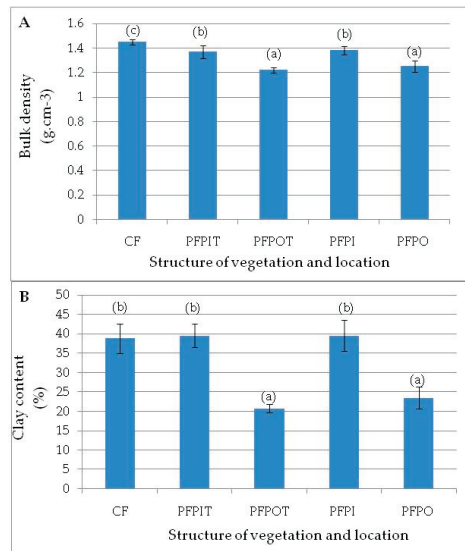 A
Bulk density
(g.cm-3)
1.6
1.4
1.2
1
0.8
0.6
0.4
0.2
0
(c)
(b)
(a)
(b)
(a)
CF
PFPIT
PFPOT
PFPI
PFPO
Structure of vegetation and location
B
Clay content
(%)
50
45
40
35
30
25
20
15
10
5
0
(b)
(b)
(a)
(b)
(a)
CF
PFPIT
PFPOT
PFPI
PFPO
Structure of vegetation and location